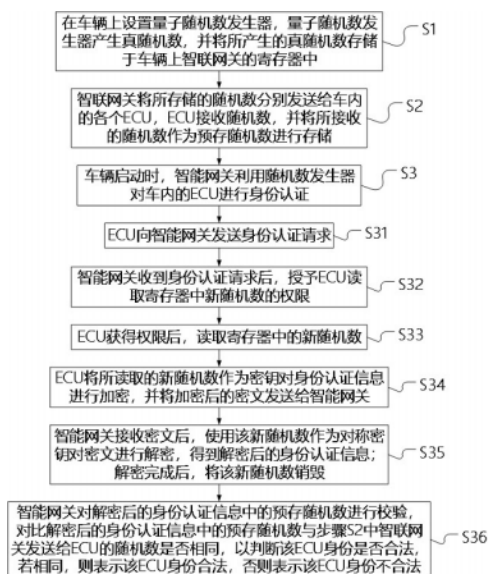 在车辆上设置量子随机数发生器，量子随机数发
生器产生真随机数，并将所产生的真随机数存储
于车辆上智联网关的寄存器中
S1
智联网关将所存储的随机数分别发送给车内
的各个ECU，ECU接收随机数，并将所接收
的随机数作为预存随机数进行存储
S2
车辆启动时，智能网关利用随机数发生器
对车内的ECU进行身份认证
S3
ECU向智能网关发送身份认证请求
S31
智能网关收到身份认证请求后，授予ECU读
取寄存器中新随机数的权限
S32
ECU获得权限后，读取寄存器中的新随机数
S33
ECU将所读取的新随机数作为密钥对身份认证信息
进行加密，并将加密后的密文发送给智能网关
S34
智能网关接收密文后，使用该新随机数作为对称密
钥对密文进行解密，得到解密后的身份认证信息；
解密完成后，将该新随机数销毁
S35
智能网关对解密后的身份认证信息中的预存随机数进行校验，
对比解密后的身份认证信息中的预存随机数与步骤S2中智联网
关发送给ECU的随机数是否相同，以判断该ECU身份是否合法，
若相同，则表示该ECU身份合法，否则表示该ECU身份不合法
S36